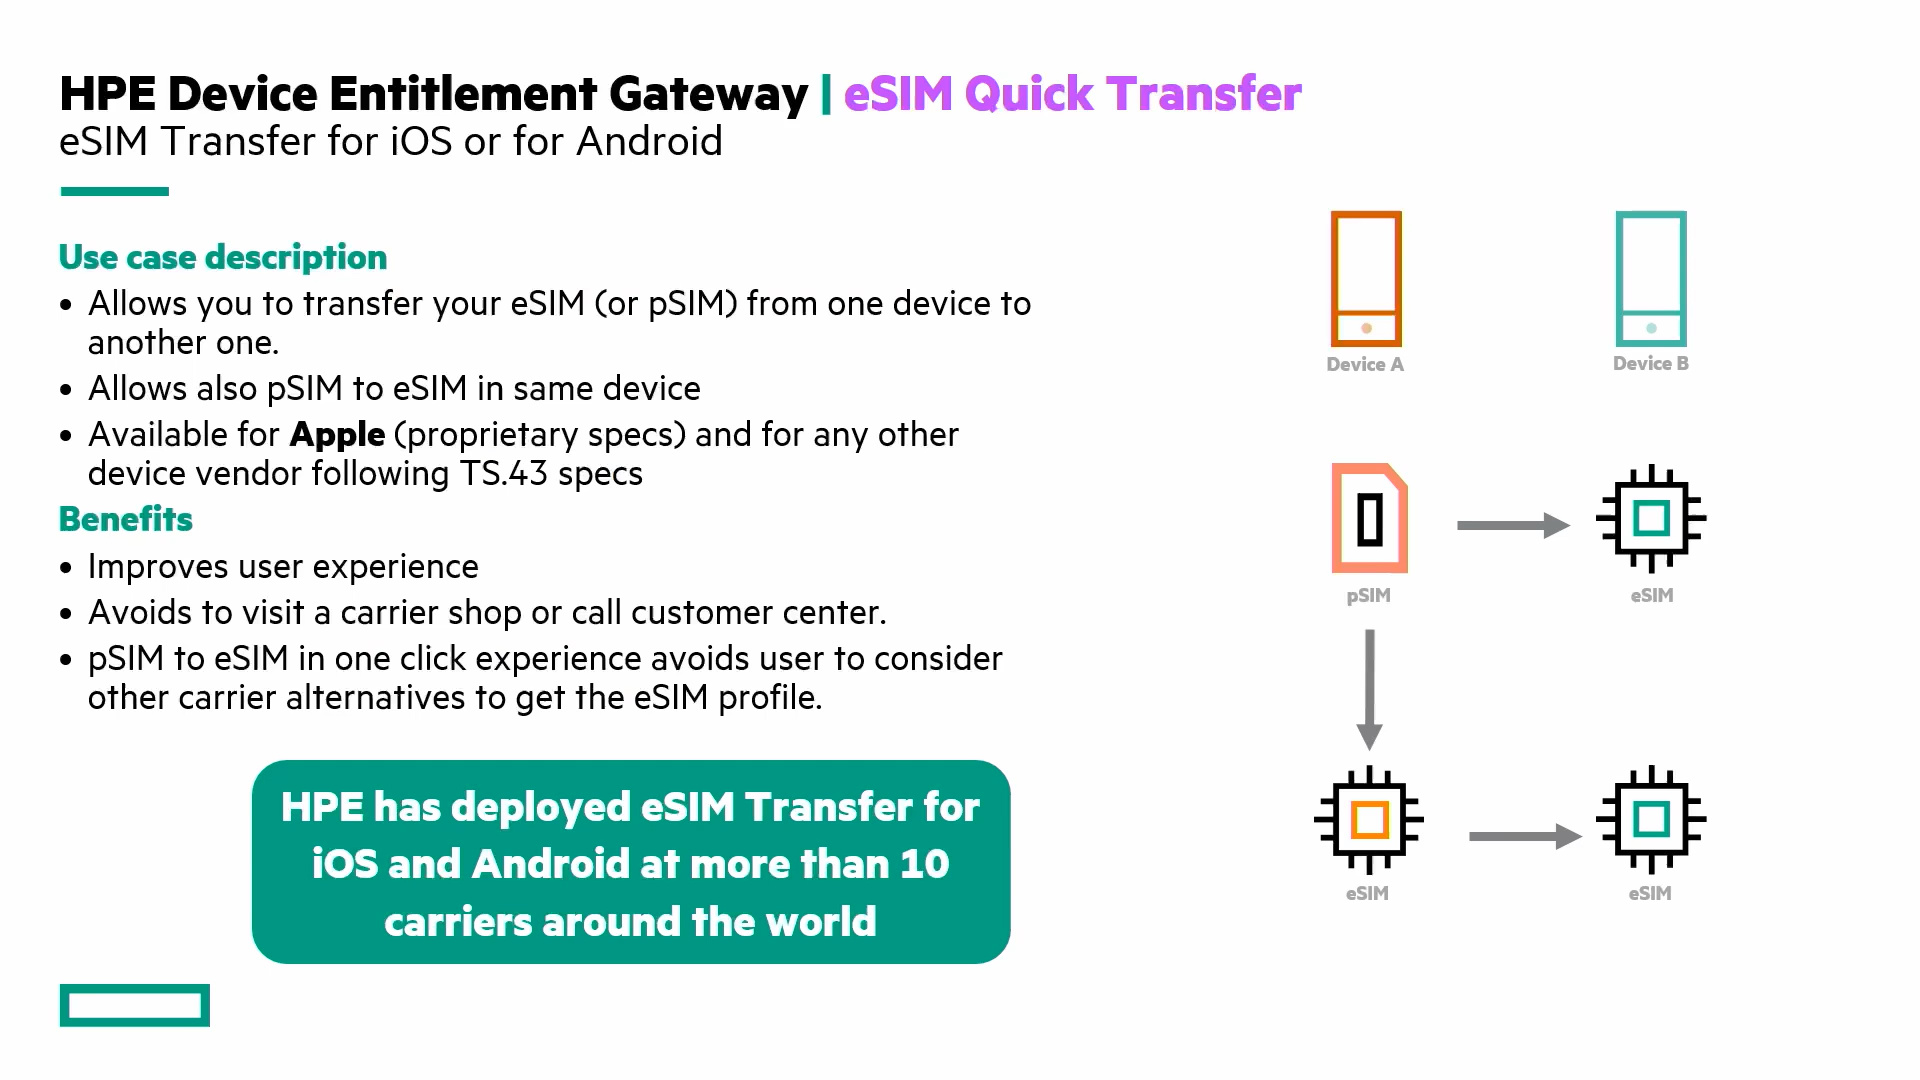 HPE Device Entitlement Gateway | eSIM Quick Transfer
eSIM Transfer for iOS or for Android
Use case description
• Allows you to transfer your eSIM (or pSIM) from one device to
another one.
• Allows also pSIM to eSIM in same device
• Available for Apple (proprietary specs) and for any other
device vendor following TS.43 specs
Benefits
• Improves user experience
• Avoids to visit a carrier shop or call customer center.
• pSIM to eSIM in one click experience avoids user to consider
other carrier alternatives to get the eSIM profile.
HPE has deployed eSIM Transfer for
iOS and Android at more than 10
carriers around the world
Device A
Device B
pSIM
eSIM
eSIM
eSIM